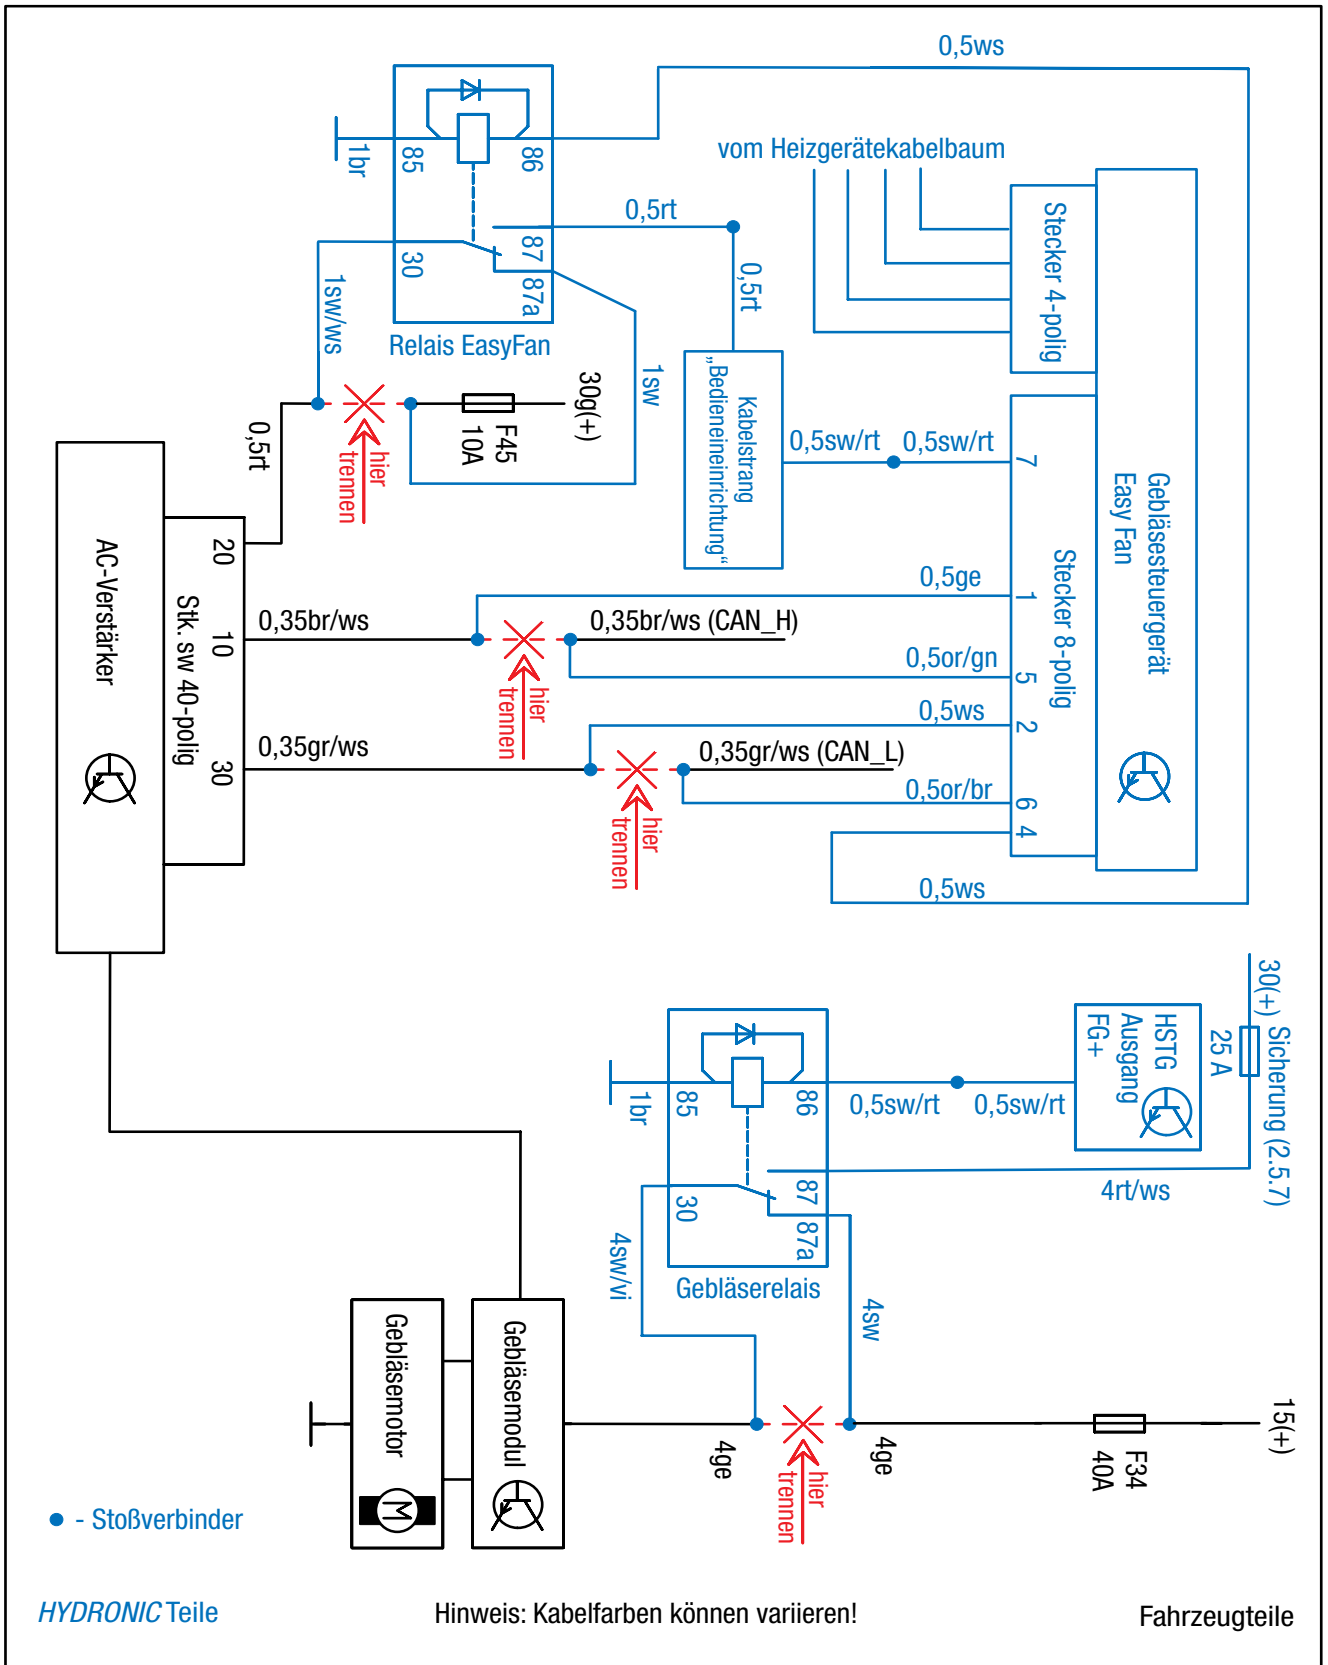 0,5ws
vom Heizgerätekabelbaum
1br
85
86
0,5rt
30
87
87a
1sw/ws
Relais EasyFan
0,5rt
1sw
Stecker 4-polig
30g(+)
F45
10A
hier
trennen
0,5rt
Kabelstrang
„Bedieneineinrichtung“
0,5sw/rt
0,5sw/rt
7
Gebläsesteuergerät
Easy Fan
Stecker 8-polig
AC-Verstärker
Stk. sw 40-polig
20
10
30
0,5ge
1
0,35br/ws
0,35br/ws (CAN_H)
hier
trennen
0,5or/gn
5
0,5ws
2
0,35gr/ws
0,35gr/ws (CAN_L)
hier
trennen
0,5or/br
6
4
0,5ws
30(+)
Sicherung (2.5.7)
25 A
HSTG
Ausgang
FG+
1br
85
86
0,5sw/rt
0,5sw/rt
30
87
87a
4rt/ws
4sw/vi
Gebläserelais
4sw
Gebläsemotor
M
Gebläsemodul
4ge
hier
trennen
4ge
F34
40A
15(+)
- Stoßverbinder
HYDRONIC Teile
Hinweis: Kabelfarben können variieren!
Fahrzeugteile